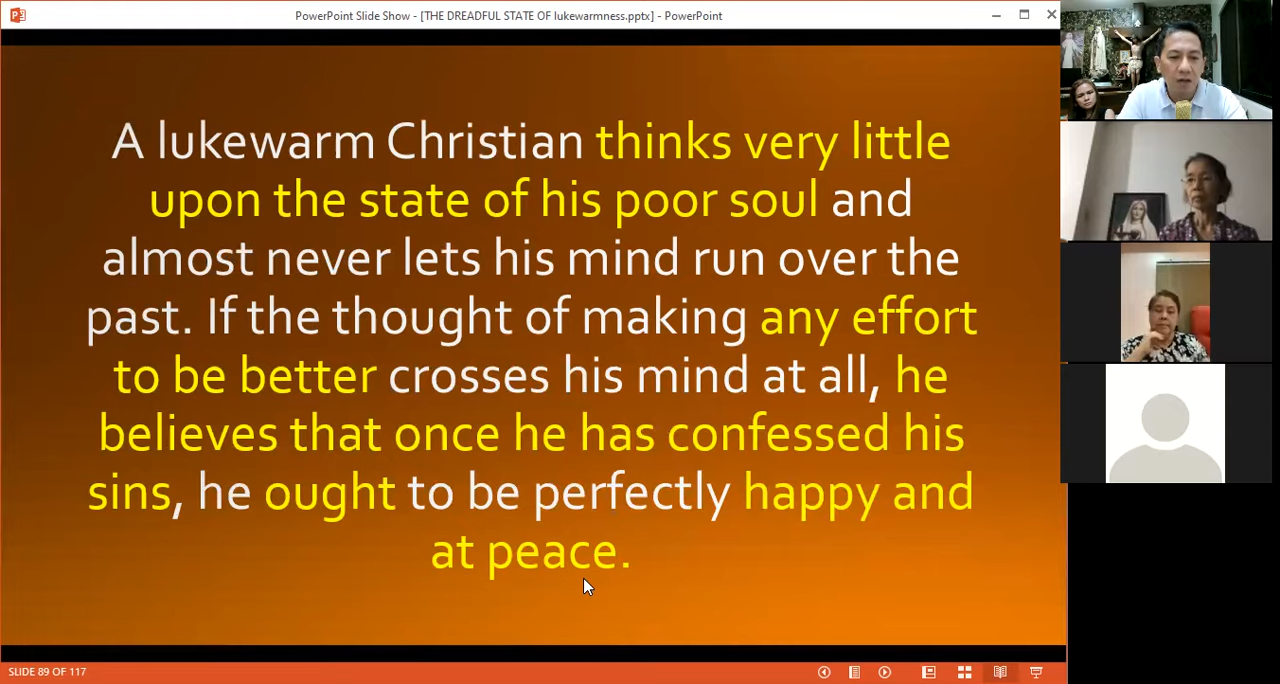 PowerPoint Slide Show - [THE DREADFUL STATE OF lukewarmness.pptx] - PowerPoint
A lukewarm Christian thinks very little
upon the state of his poor soul and
almost never lets his mind run over the
past. If the thought of making any effort
to be better crosses his mind at all, he
believes that once he has confessed his
sins, he ought to be perfectly happy and
at peace.
SLIDE 89 OF 117